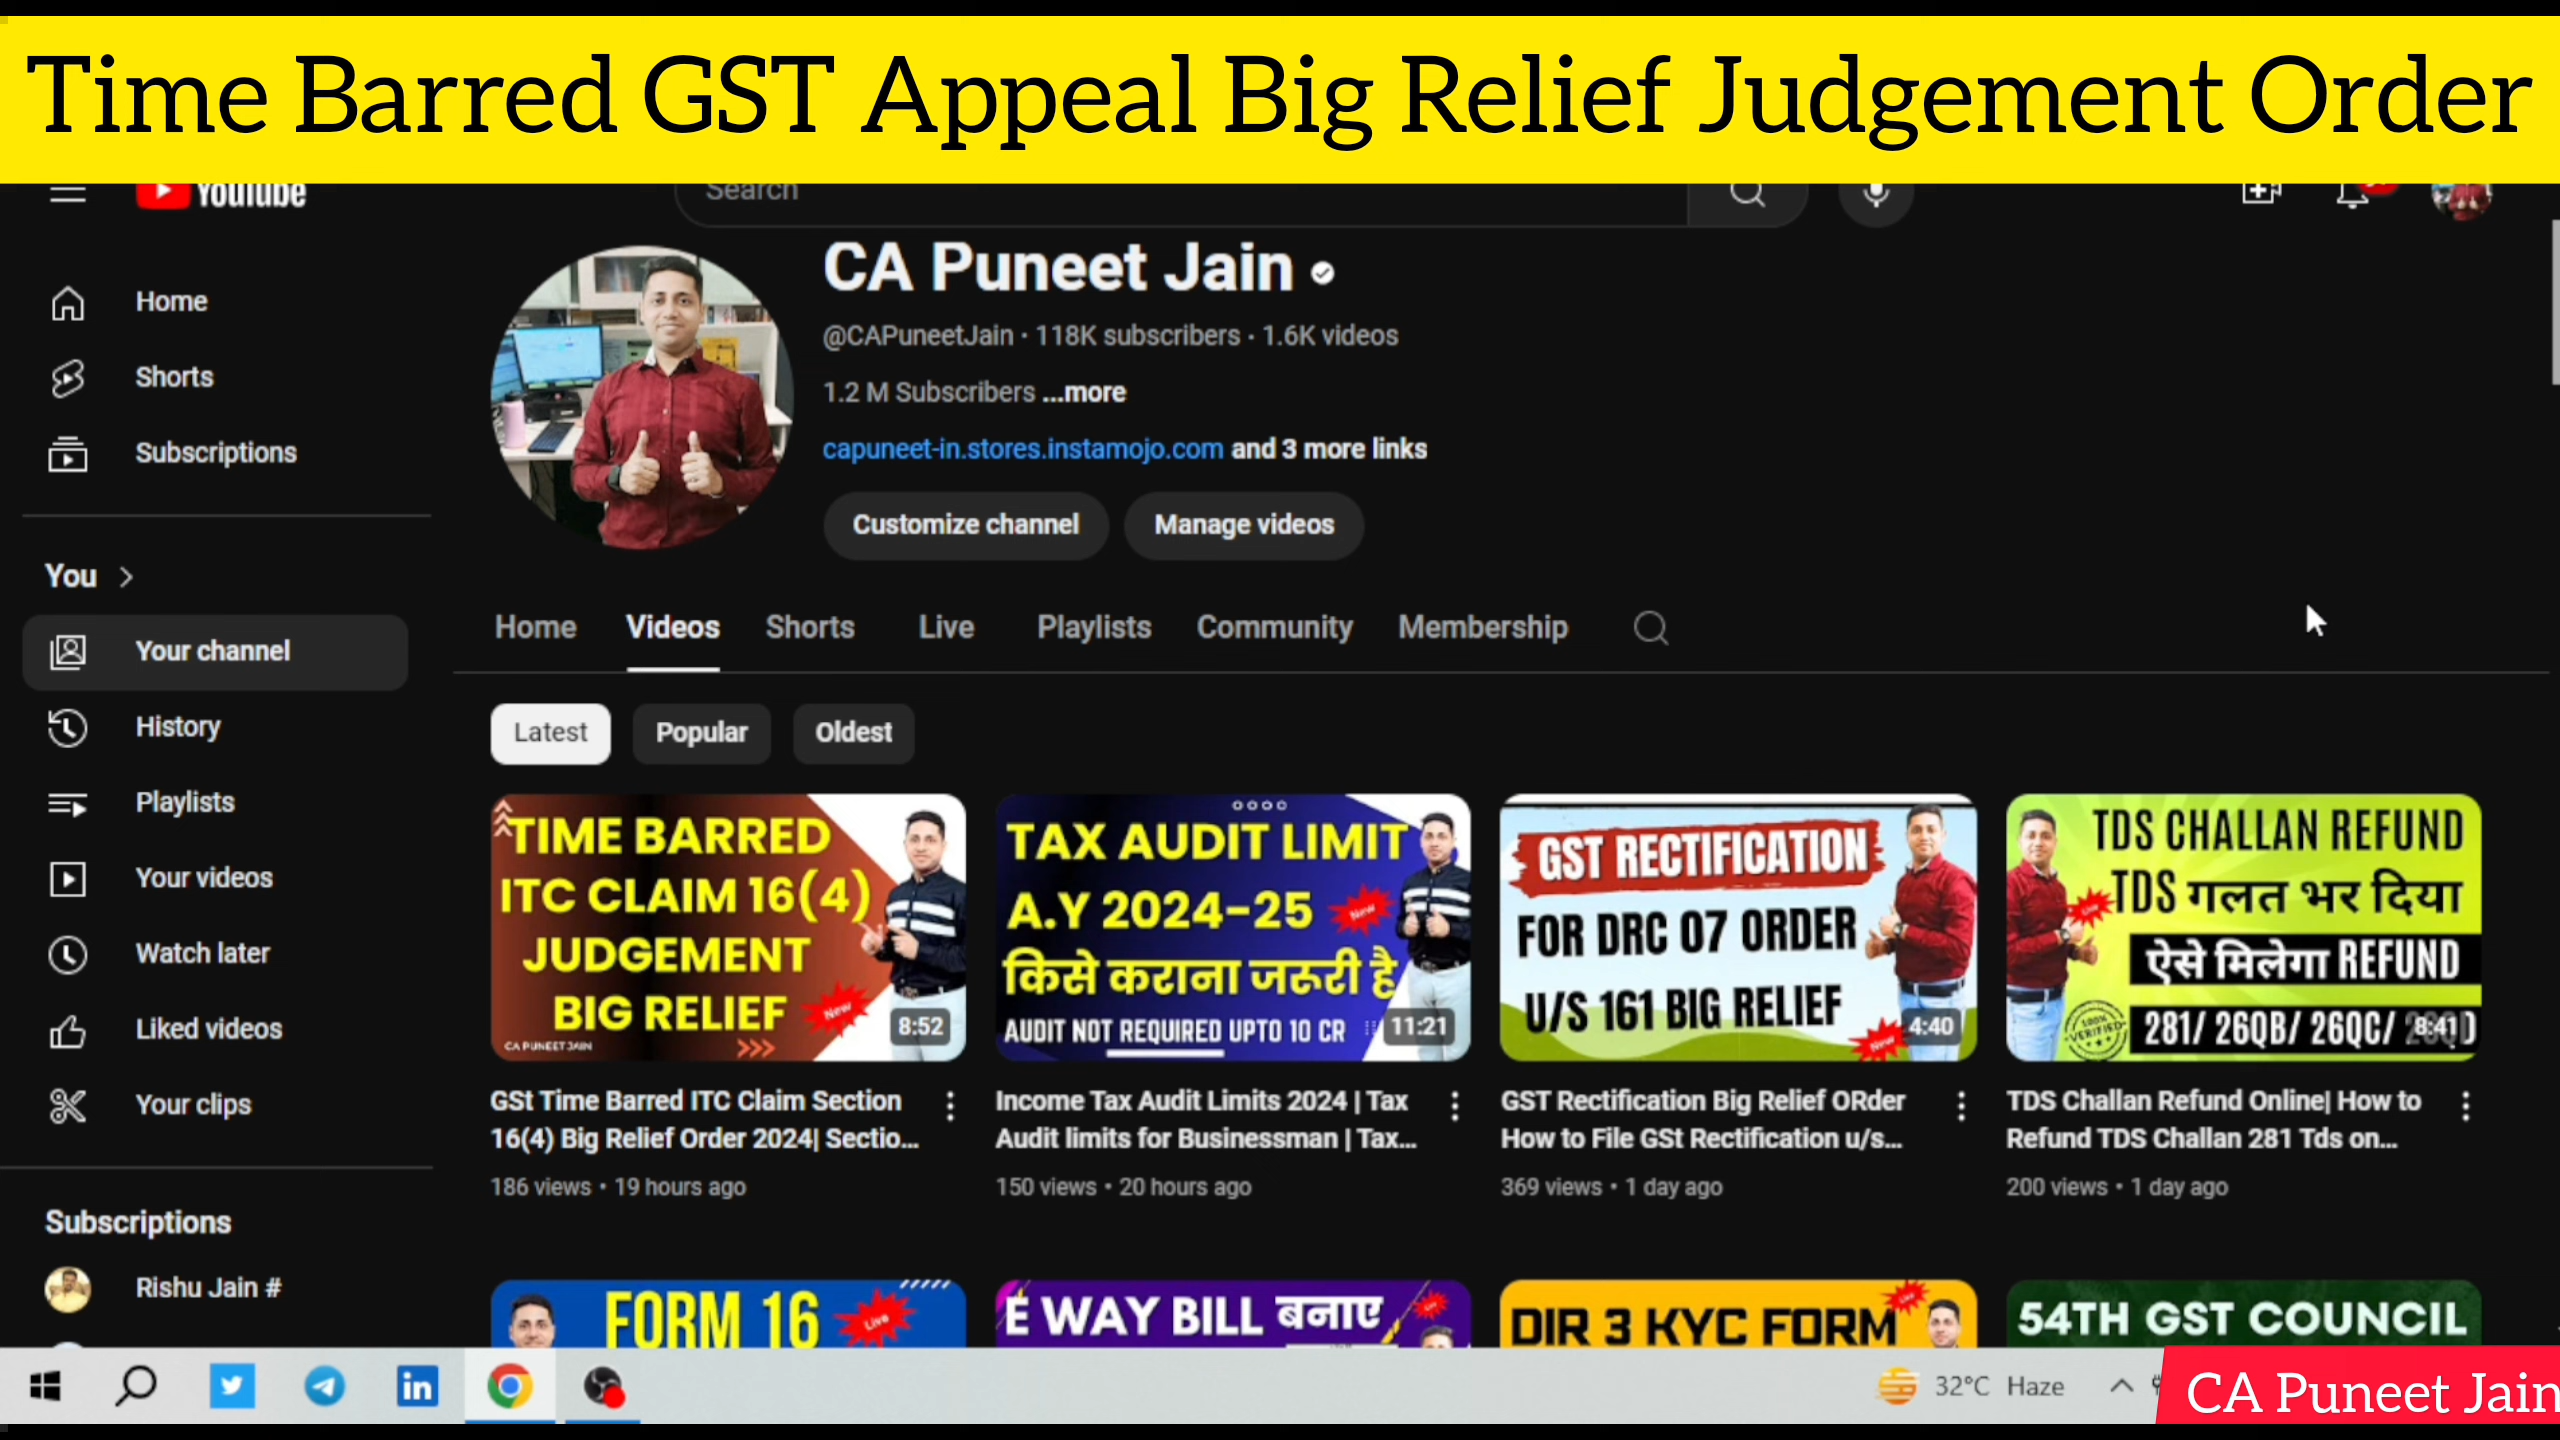 Time Barred GST Appeal Big Relief Judgement Order
YouTube
Search
CA Puneet Jain
@CAPuneetJain · 118K subscribers · 1.6K videos
1.2 M Subscribers ...more
capuneet-in.stores.instamojo.com and 3 more links
Customize channel
Manage videos
Home
Shorts
Subscriptions
You
Your channel
History
Playlists
Your videos
Watch later
Liked videos
Your clips
Subscriptions
Rishu Jain #
Home Videos Shorts Live Playlists Community Membership
Latest Popular Oldest
TIME BARRED
ITC CLAIM 16(4)
JUDGEMENT
BIG RELIEF
New
CA PUNEET JAIN
8:52
GSt Time Barred ITC Claim Section
16(4) Big Relief Order 2024| Sectio...
186 views • 19 hours ago
TAX AUDIT LIMIT
A.Y 2024-25
New
किसे कराना जरूरी है
AUDIT NOT REQUIRED UPTO 10 CR
11:21
Income Tax Audit Limits 2024 | Tax
Audit limits for Businessman | Tax...
150 views • 20 hours ago
GST RECTIFICATION
FOR DRC 07 ORDER
U/S 161 BIG RELIEF
New
4:40
GST Rectification Big Relief ORder
How to File GSt Rectification u/s...
369 views • 1 day ago
TDS CHALLAN REFUND
TDS गलत भर दिया
ऐसे मिलेगा REFUND
281/ 26QB/ 26QC/
100%
VERIFIED
8:41
TDS Challan Refund Online| How to
Refund TDS Challan 281 Tds on...
200 views • 1 day ago
FORM 16
Live
E WAY BILL बनाए
DIR 3 KYC FORM
54TH GST COUNCIL
32°C Haze
CA Puneet Jain